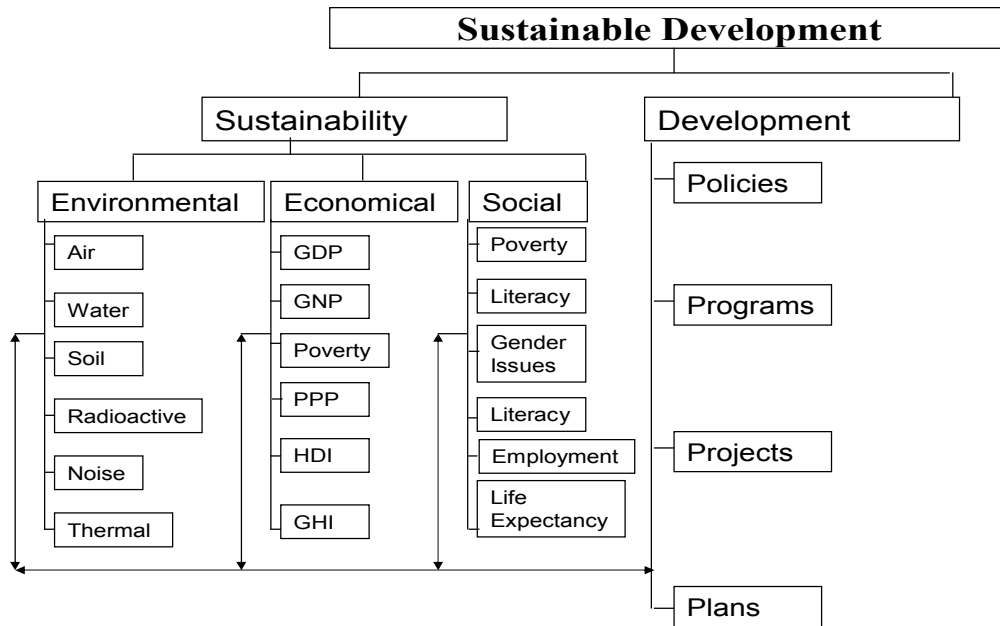 Sustainable Development
Sustainability
Development
Environmental
Economical
Social
Air
Water
Soil
Radioactive
Noise
Thermal
GDP
GNP
Poverty
PPP
HDI
GHI
Poverty
Literacy
Gender
Issues
Literacy
Employment
Life
Expectancy
Policies
Programs
Projects
Plans